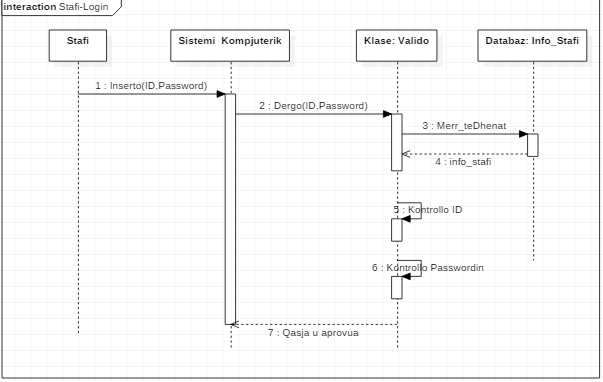 interaction Stafi-Login
Stafi
Sistemi Kompjuterik
Klase: Valido
Databaz: Info_Stafi
1 : Inserto(ID,Password)
2 : Dergo(ID,Password)
3 : Merr_teDhenat
4 : info_stafi
5 : Kontrollo ID
6 : Kontrollo Passwordin
7 : Qasja u aprovua